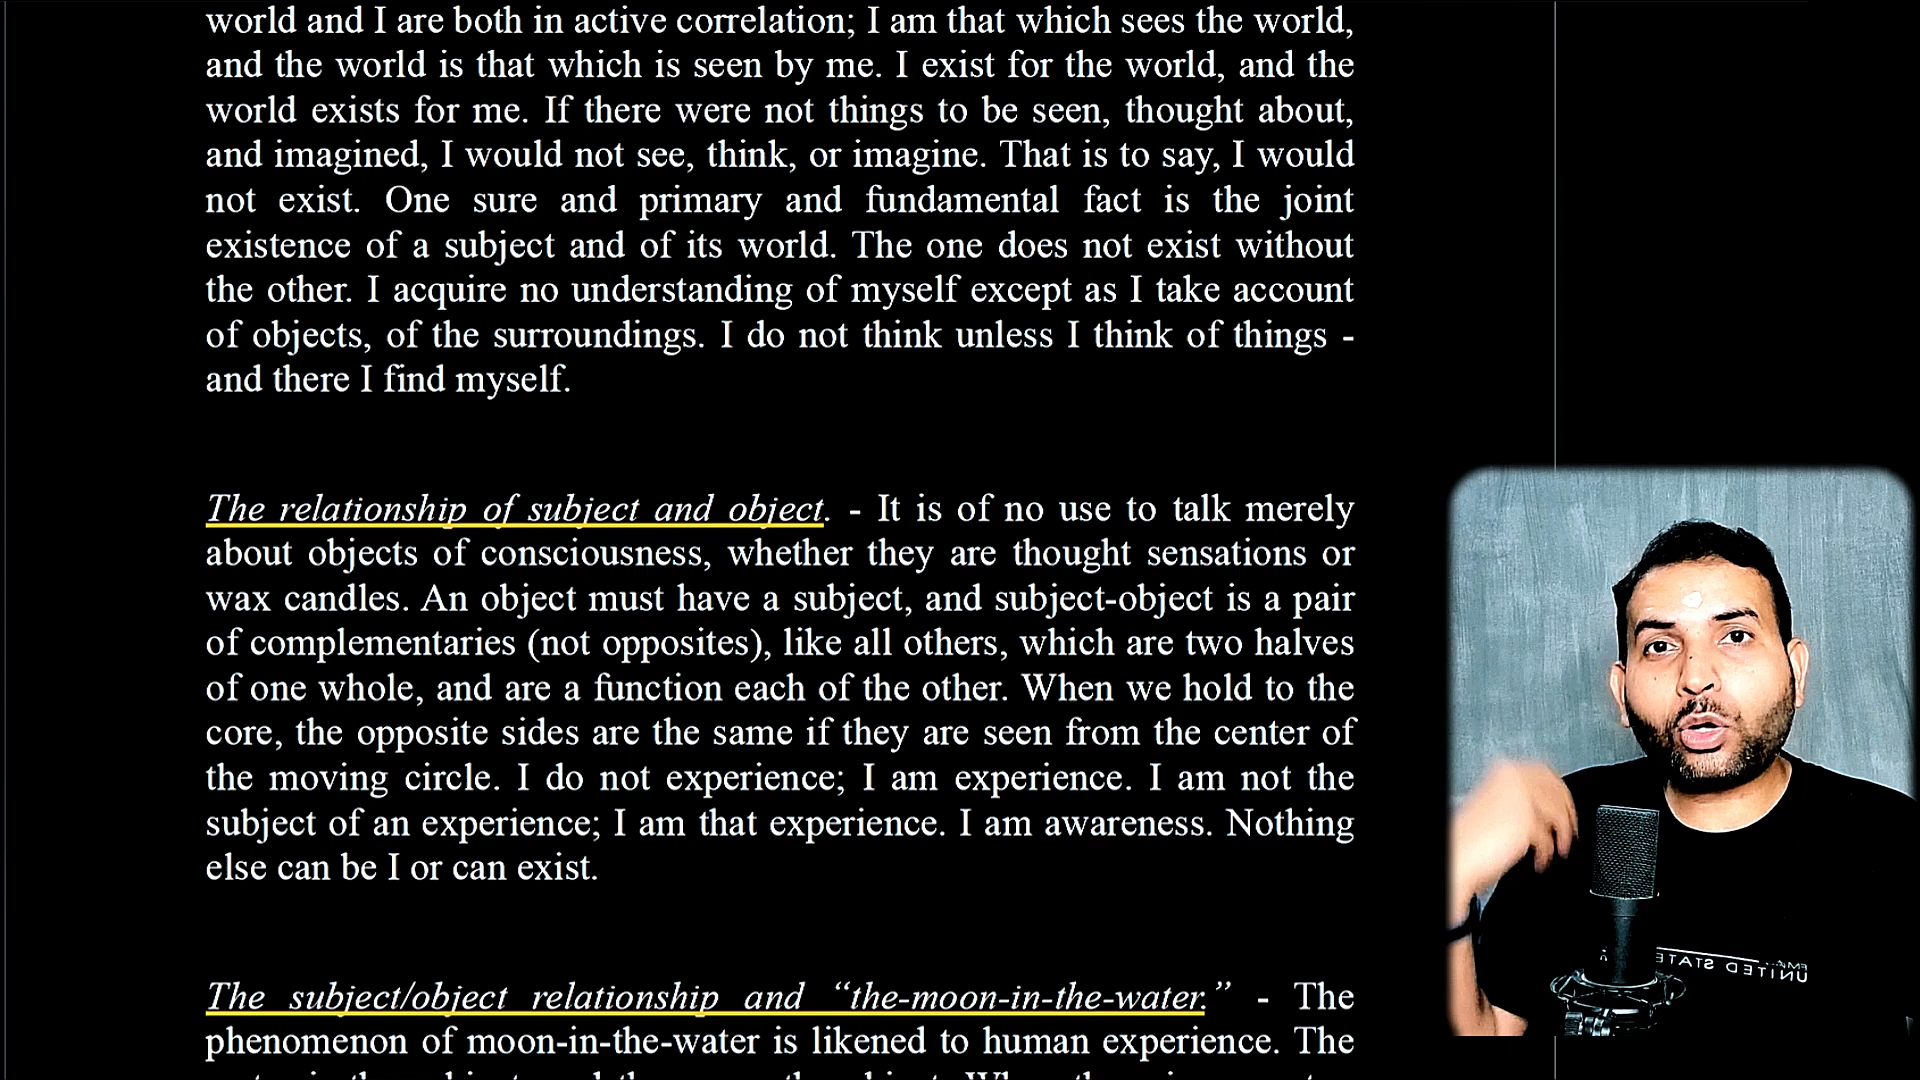 world and I are both in active correlation; I am that which sees the world,
and the world is that which is seen by me. I exist for the world, and the
world exists for me. If there were not things to be seen, thought about,
and imagined, I would not see, think, or imagine. That is to say, I would
not exist. One sure and primary and fundamental fact is the joint
existence of a subject and of its world. The one does not exist without
the other. I acquire no understanding of myself except as I take account
of objects, of the surroundings. I do not think unless I think of things -
and there I find myself.
The relationship of subject and object. - It is of no use to talk merely
about objects of consciousness, whether they are thought sensations or
wax candles. An object must have a subject, and subject-object is a pair
of complementaries (not opposites), like all others, which are two halves
of one whole, and are a function each of the other. When we hold to the
core, the opposite sides are the same if they are seen from the center of
the moving circle. I do not experience; I am experience. I am not the
subject of an experience; I am that experience. I am awareness. Nothing
else can be I or can exist.
The subject/object relationship and “the-moon-in-the-water.” - The
phenomenon of moon-in-the-water is likened to human experience. The
UNITED STATE